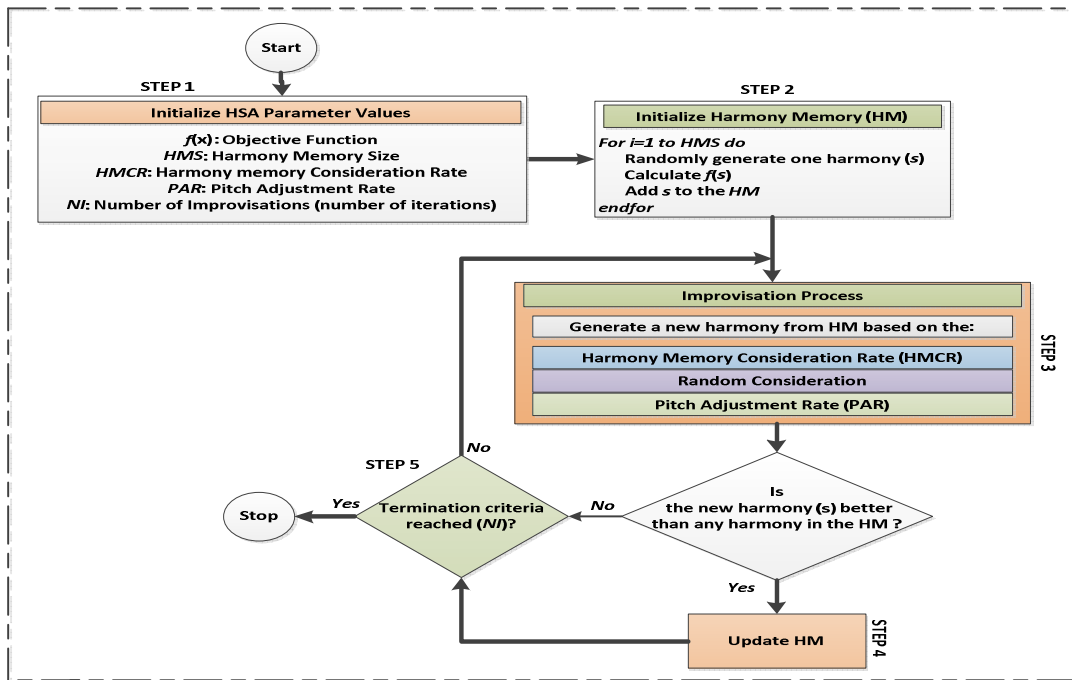 Start
STEP 1
Initialize HSA Parameter Values
f(x): Objective Function
HMS: Harmony Memory Size
HMCR: Harmony memory Consideration Rate
PAR: Pitch Adjustment Rate
NI: Number of Improvisations (number of iterations)
STEP 2
Initialize Harmony Memory (HM)
For i=1 to HMS do
Randomly generate one harmony (s)
Calculate f(s)
Add s to the HM
endfor
Improvisation Process
Generate a new harmony from HM based on the:
Harmony Memory Consideration Rate (HMCR)
Random Consideration
Pitch Adjustment Rate (PAR)
STEP 3
Is
the new harmony (s) better
than any harmony in the HM ?
No
Yes
Update HM
STEP 4
STEP 5
Termination criteria
reached (NI)?
No
Yes
Stop